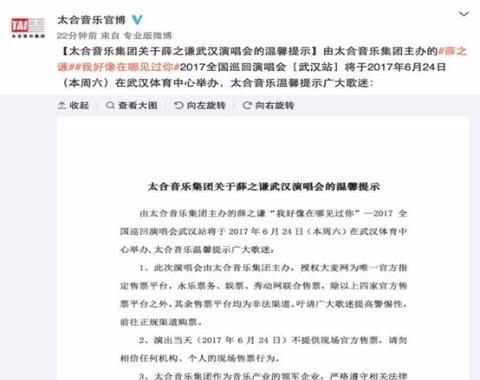 太合音乐官博
22分钟前 来自 专业版微博
TAI
太合音乐集团
【太合音乐集团关于薛之谦武汉演唱会的温馨提示】由太合音乐集团主办的#薛之
谦##我好像在哪见过你#2017全国巡回演唱会［武汉站］将于2017年6月24日
（本周六）在武汉体育中心举办，太合音乐温馨提示广大歌迷：
收起 查看大图 向左旋转 向右旋转
太合音乐集团关于薛之谦武汉演唱会的温馨提示
由太合音乐集团主办的薛之谦“我好像在哪见过你”—2017 全
国巡回演唱会武汉站将于 2017 年 6 月 24 日（本周六）在武汉体育中
心举办，太合音乐温馨提示广大歌迷：
1、此次演唱会由太合音乐集团主办，授权大麦网为唯一官方指
定售票平台，永乐票务、娱票、秀动网联合售票，除以上四家官方售
票平台之外，其余售票平台均为非法渠道。吁请广大歌迷提高警惕性，
前往正规渠道购票。
2、演出当天（2017 年 6 月 24 日）不提供现场官方售票，请勿
相信任何机构、个人的现场售票行为。
3、太合音乐集团作为音乐产业的领军企业，严格遵守相关法律